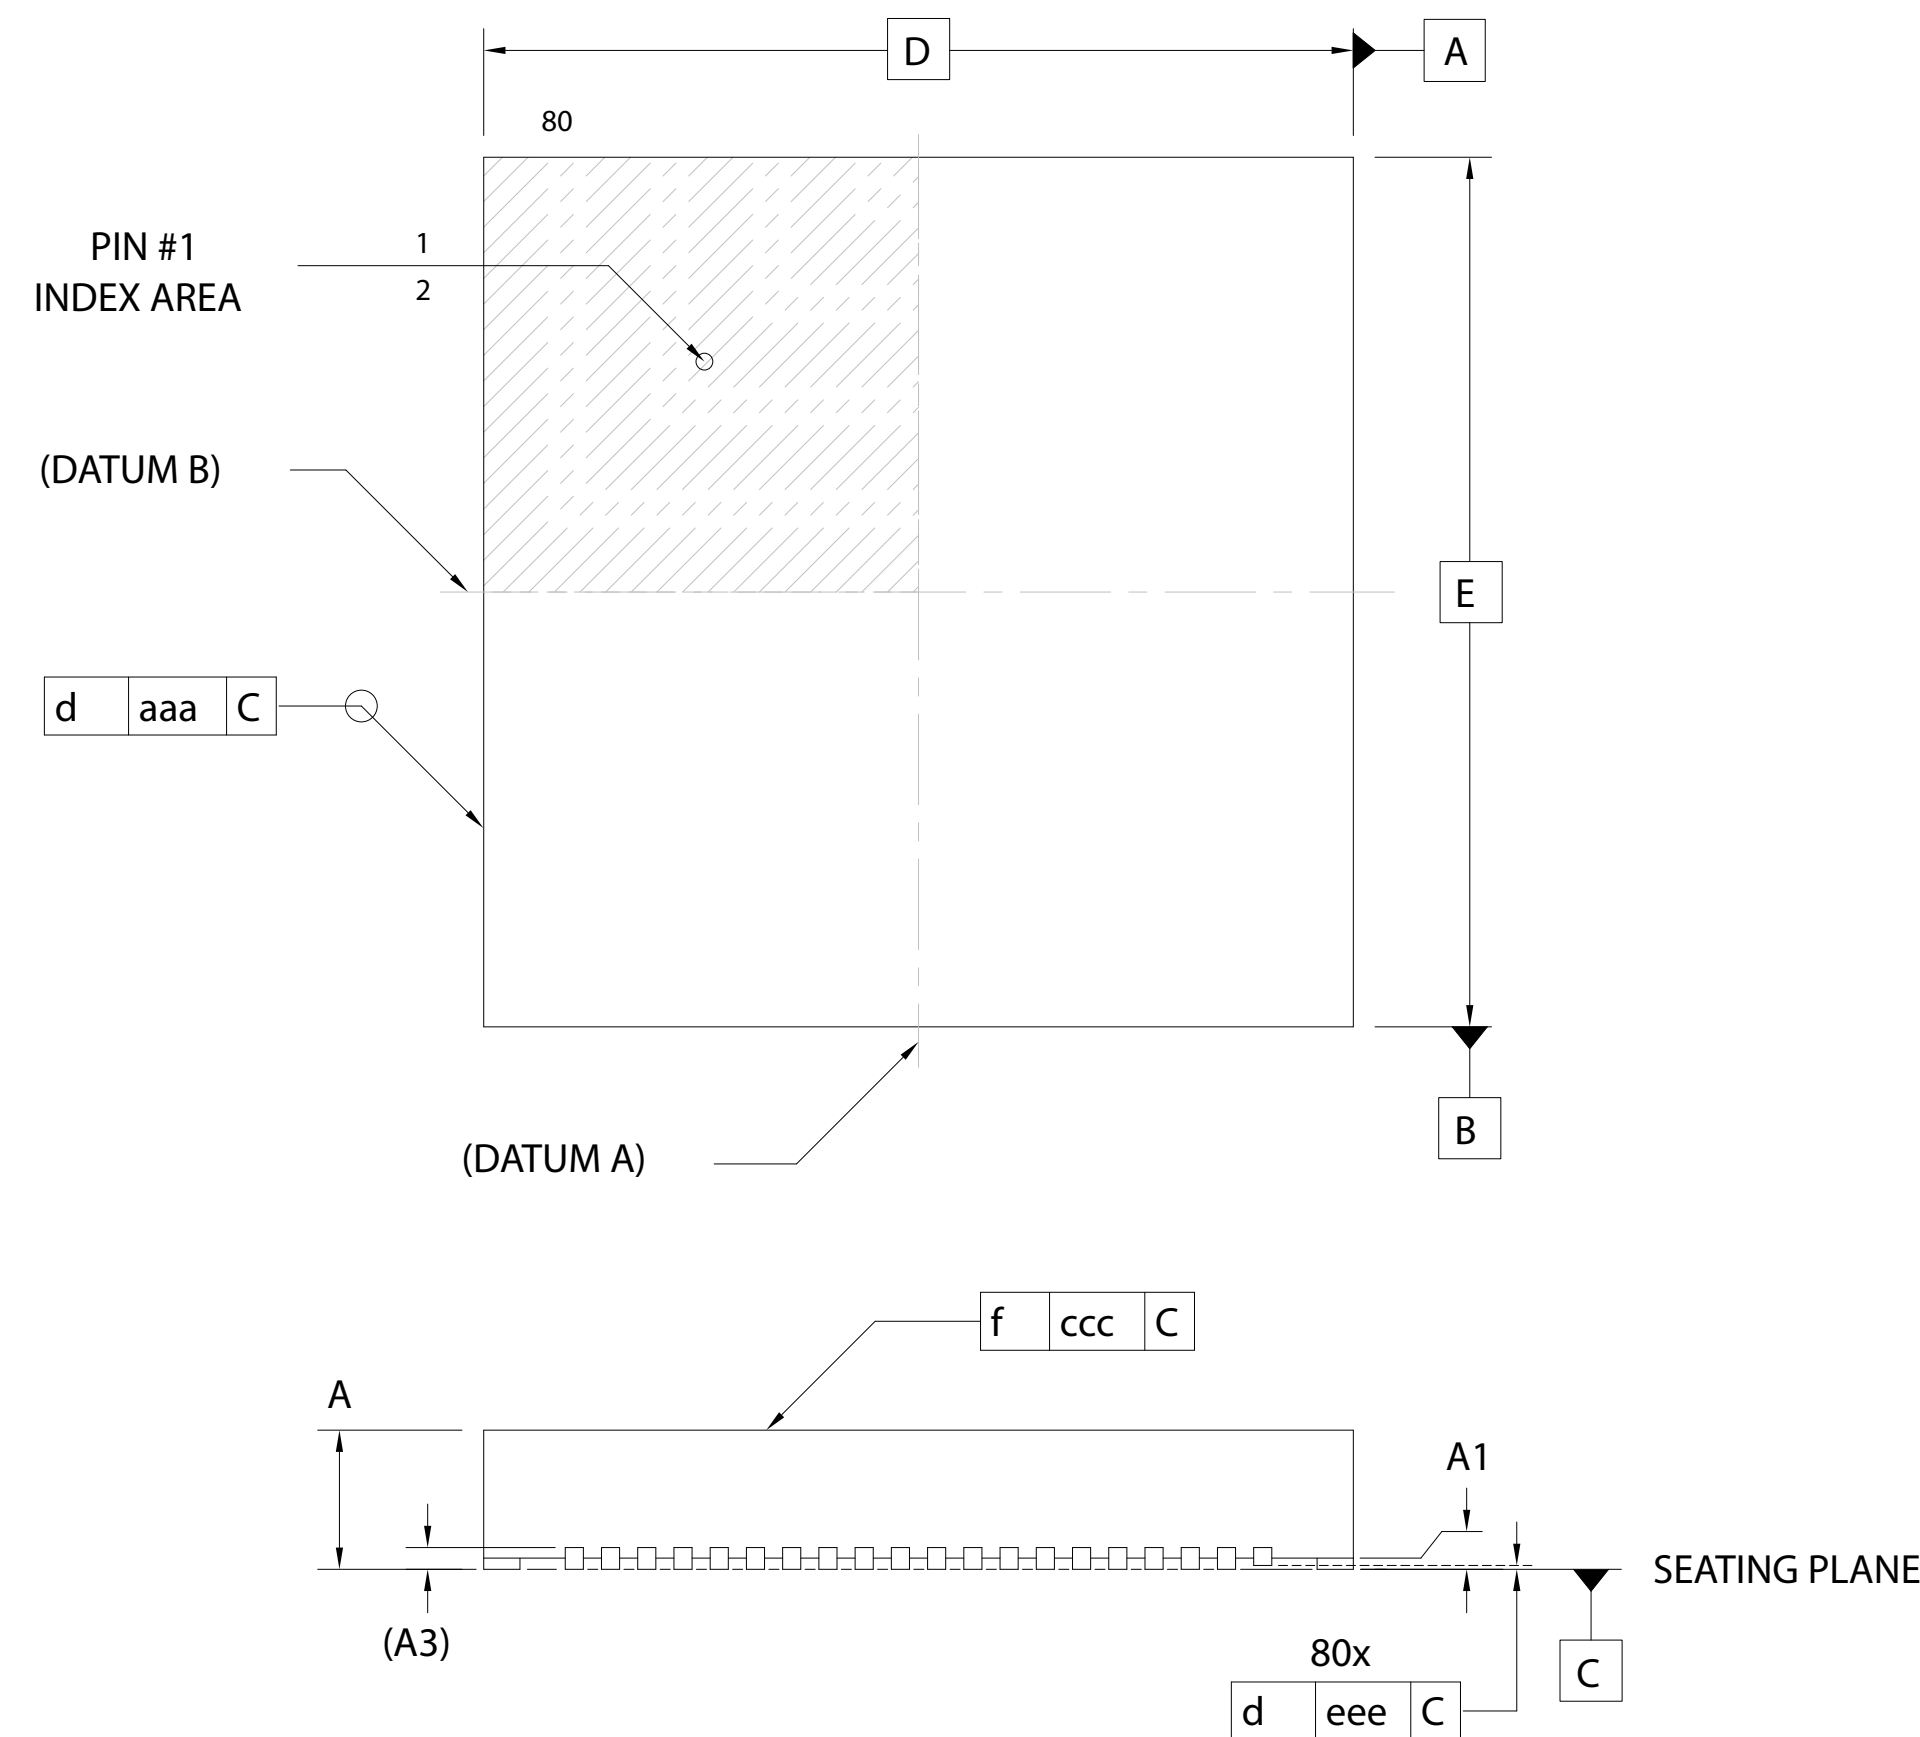 D
A
80
PIN #1
INDEX AREA
1
2
(DATUM B)
E
d aaa C
B
(DATUM A)
f ccc C
A
A1
SEATING PLANE
(A3)
80x
C
d eee C